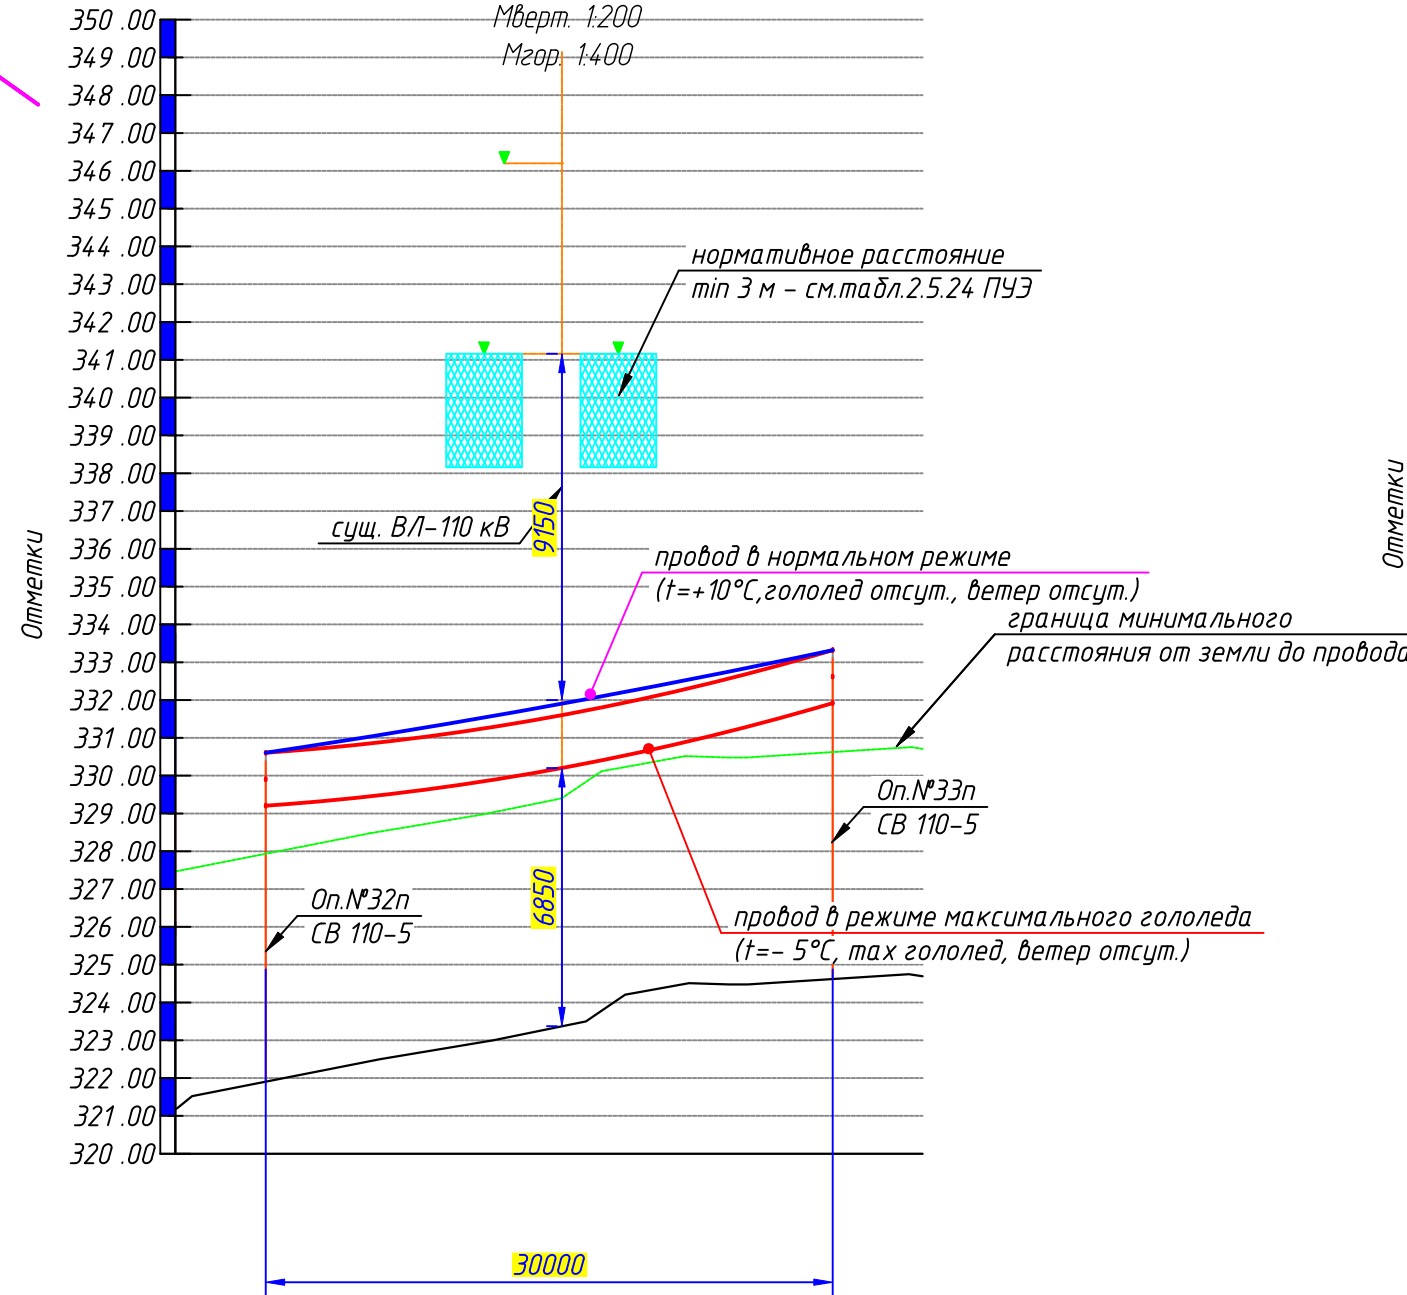 Мверт. 1:200
Мгор. 1:400
350 .00
349 .00
348 .00
347 .00
346 .00
345 .00
344 .00
343 .00
342 .00
341 .00
340 .00
339 .00
338 .00
337 .00
336 .00
335 .00
334 .00
333 .00
332 .00
331 .00
330 .00
329 .00
328 .00
327 .00
326 .00
325 .00
324 .00
323 .00
322 .00
321 .00
320 .00
Отметки
нормативное расстояние
min 3 м - см.табл.2.5.24 ПУЭ
сущ. ВЛ-110 кВ
9150
провод в нормальном режиме
(t=+10°С,гололед отсут., ветер отсут.)
граница минимального
расстояния от земли до провода
Оп.№33п
СВ 110-5
Оп.№32п
СВ 110-5
6850
провод в режиме максимального гололеда
(t=- 5°С, max гололед, ветер отсут.)
30000
Отметки